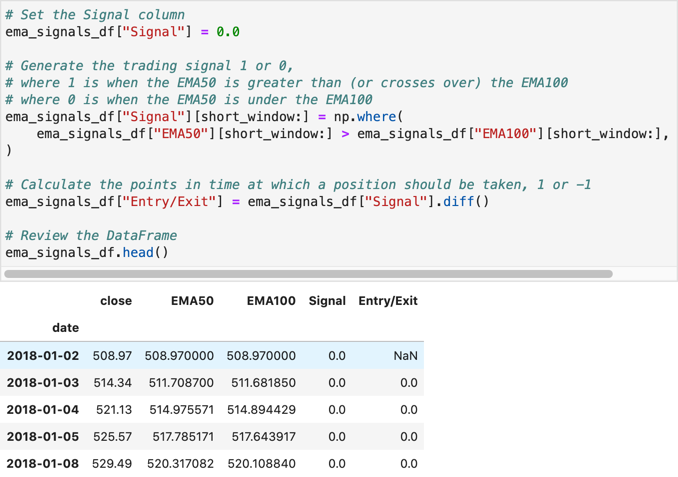 # Set the Signal column
ema_signals_df["Signal"] = 0.0
# Generate the trading signal 1 or 0,
# where 1 is when the EMA50 is greater than (or crosses over) the EMA100
# where 0 is when the EMA50 is under the EMA100
ema_signals_df["Signal"][short_window:] = np.where(
    ema_signals_df["EMA50"][short_window:] > ema_signals_df["EMA100"][short_window:],
)
# Calculate the points in time at which a position should be taken, 1 or -1
ema_signals_df["Entry/Exit"] = ema_signals_df["Signal"].diff()
# Review the DataFrame
ema_signals_df.head()
close EMA50 EMA100 Signal Entry/Exit
date
2018-01-02 508.97 508.970000 508.970000 0.0 NaN
2018-01-03 514.34 511.708700 511.681850 0.0 0.0
2018-01-04 521.13 514.975571 514.894429 0.0 0.0
2018-01-05 525.57 517.785171 517.643917 0.0 0.0
2018-01-08 529.49 520.317082 520.108840 0.0 0.0